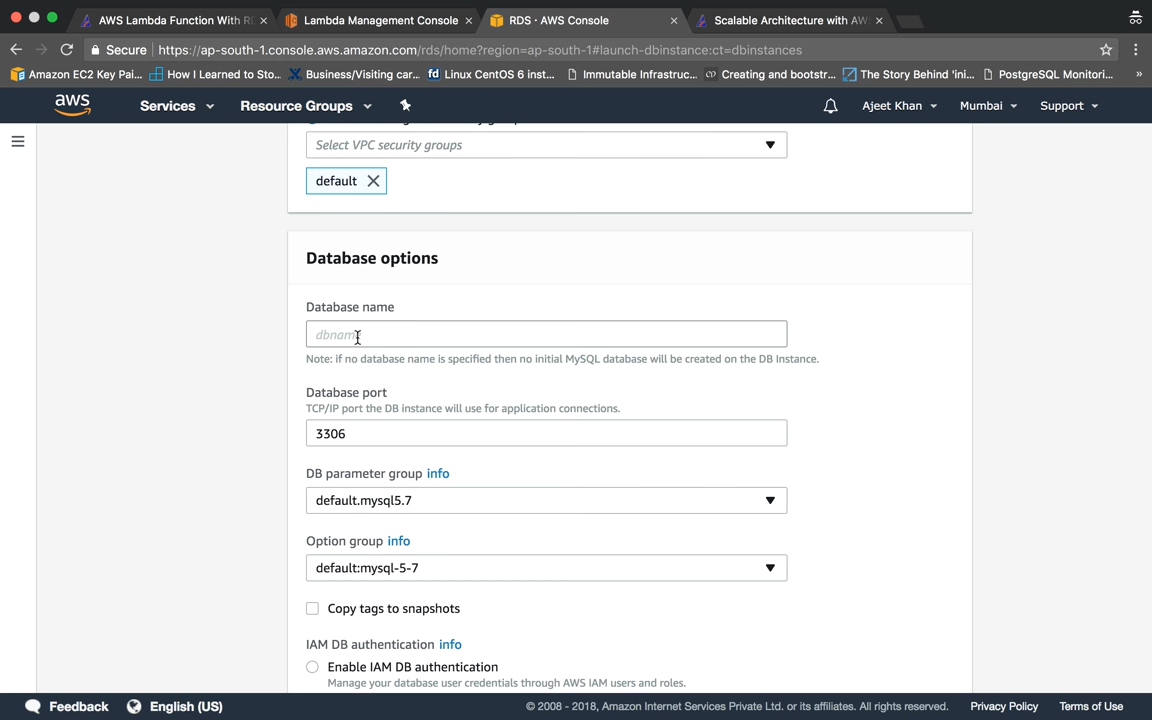 AWS Lambda Function With R
Lambda Management Console
RDS · AWS Console
Scalable Architecture with AW
Secure
https://ap-south-1.console.aws.amazon.com/rds/home?region=ap-south-1#launch-dbinstance:ct=dbinstances
Amazon EC2 Key Pai...
How I Learned to Sto...
Business/Visiting car...
fd Linux CentOS 6 inst...
Immutable Infrastruc...
Creating and bootstr...
The Story Behind 'ini...
PostgreSQL Monitori...
»
aws
Services
Resource Groups
Ajeet Khan
Mumbai
Support
Select VPC security groups
default
Database options
Database name
dbname
Note: if no database name is specified then no initial MySQL database will be created on the DB Instance.
Database port
TCP/IP port the DB instance will use for application connections.
3306
DB parameter group info
default.mysql5.7
Option group info
default:mysql-5-7
Copy tags to snapshots
IAM DB authentication info
Enable IAM DB authentication
Manage your database user credentials through AWS IAM users and roles.
Feedback
English (US)
© 2008 - 2018, Amazon Internet Services Private Ltd. or its affiliates. All rights reserved.
Privacy Policy
Terms of Use